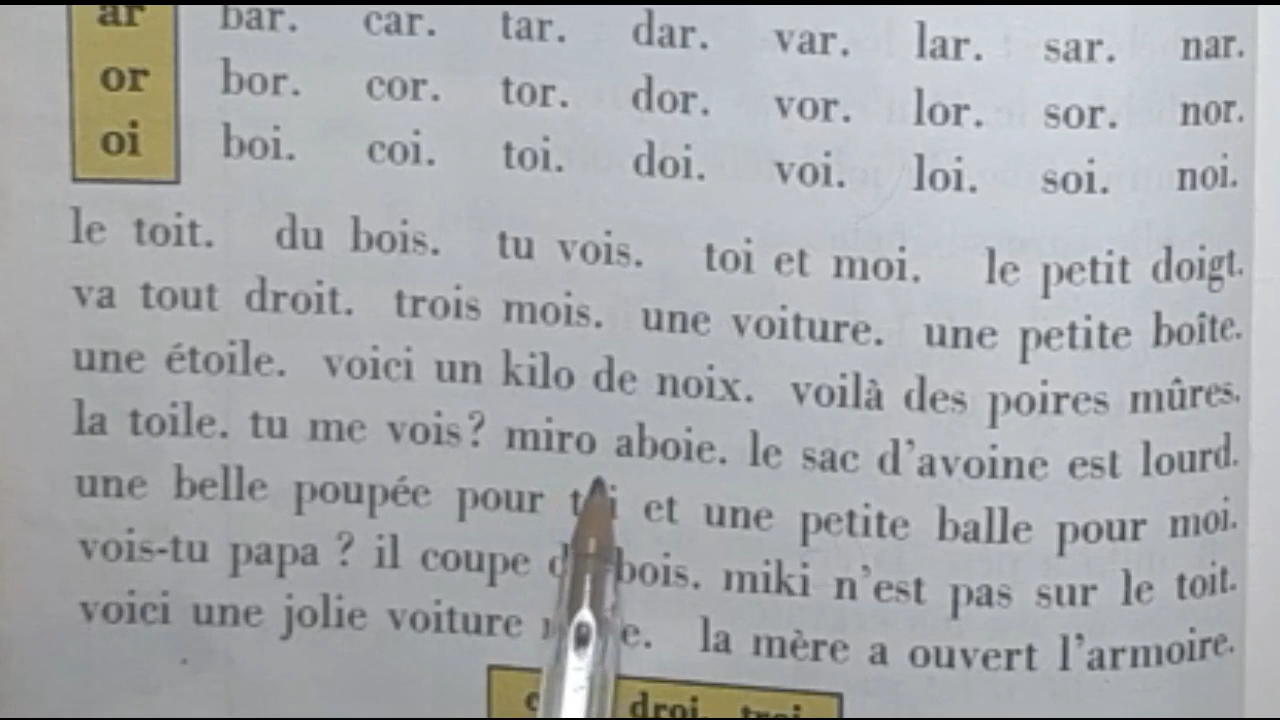 ar bar. car. tar. dar. var. lar. sar. nar.
or bor. cor. tor. dor. vor. lor. sor. nor.
oi boi. coi. toi. doi. voi. loi. soi. noi.
le toit. du bois. tu vois. toi et moi. le petit doigt.
va tout droit. trois mois. une voiture. une petite boîte.
une étoile. voici un kilo de noix. voilà des poires mûres.
la toile. tu me vois? miro aboie. le sac d'avoine est lourd.
une belle poupée pour et une petite balle pour moi.
vois-tu papa ? il coupe bois. miki n'est pas sur le toit.
voici une jolie voiture la mère a ouvert l'armoire.
droi. troi.